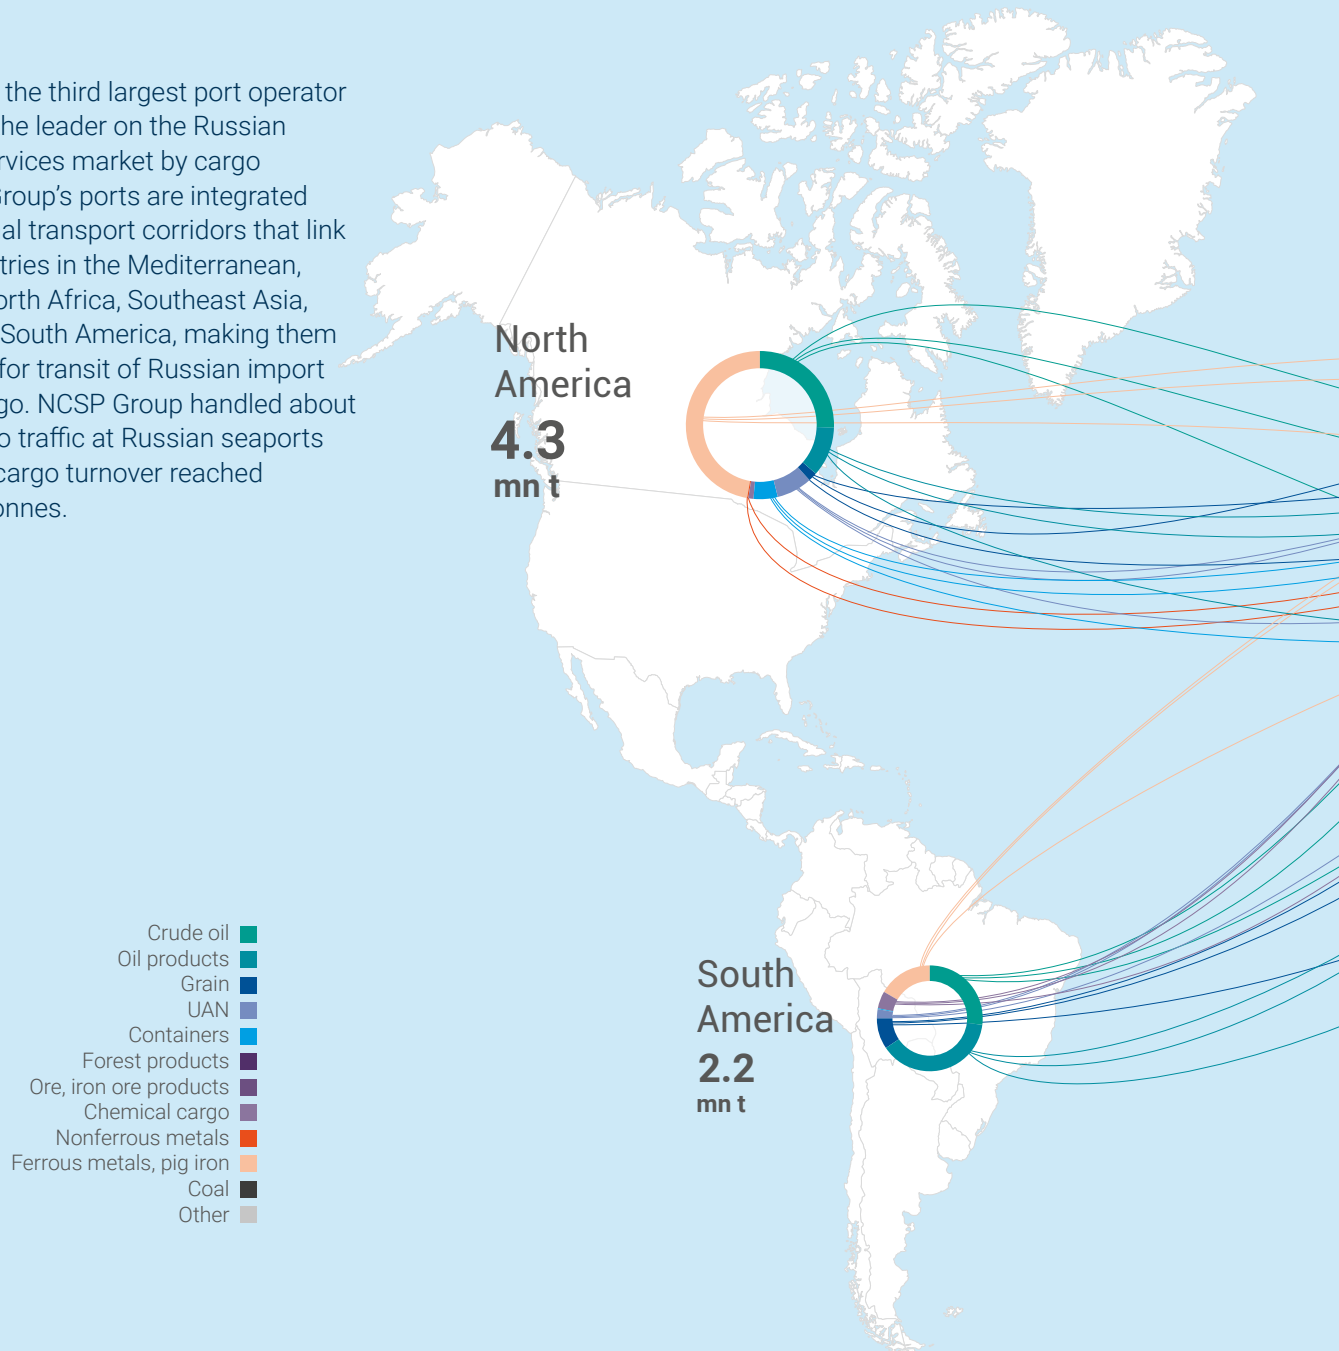 the third largest port operator
he leader on the Russian
rvices market by cargo
Group's ports are integrated
al transport corridors that link
tries in the Mediterranean,
orth Africa, Southeast Asia,
South America, making them
for transit of Russian import
go. NCSP Group handled about
o traffic at Russian seaports
cargo turnover reached
onnes.
North
America
4.3
mn t
South
America
2.2
mn t
Crude oil
Oil products
Grain
UAN
Containers
Forest products
Ore, iron ore products
Chemical cargo
Nonferrous metals
Ferrous metals, pig iron
Coal
Other